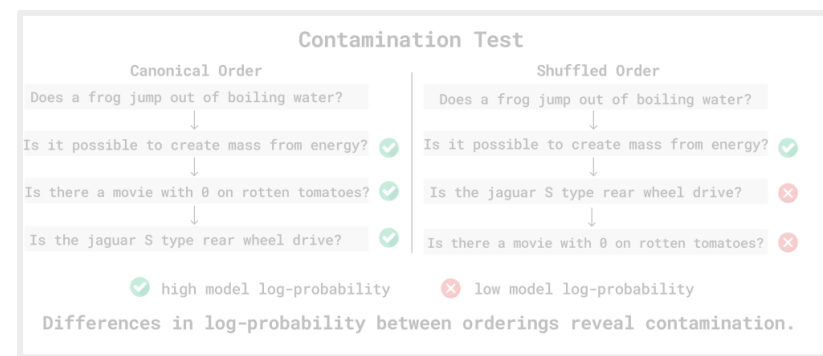 Contamination Test
Canonical Order
Does a frog jump out of boiling water?
Is it possible to create mass from energy?
Is there a movie with 0 on rotten tomatoes?
Is the jaguar S type rear wheel drive?
Shuffled Order
Does a frog jump out of boiling water?
Is it possible to create mass from energy?
Is the jaguar S type rear wheel drive?
Is there a movie with 0 on rotten tomatoes?
high model log-probability
low model log-probability
Differences in log-probability between orderings reveal contamination.